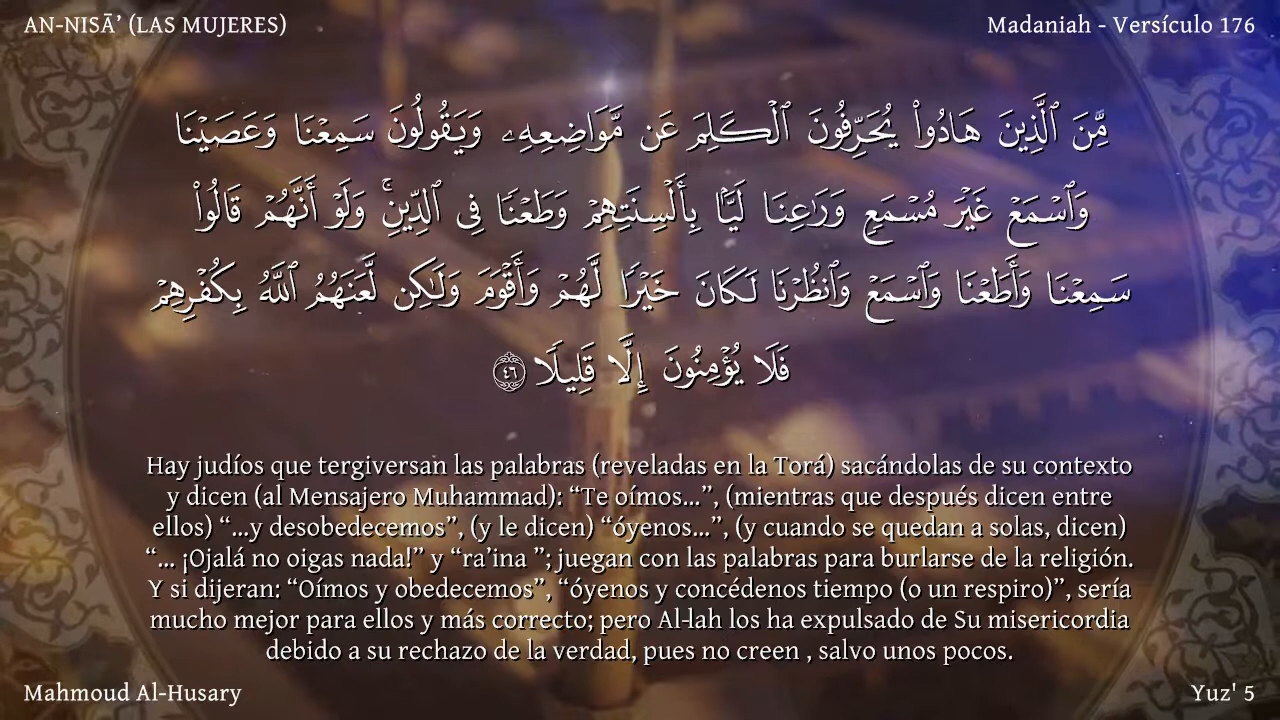 AN-NISĀ’ (LAS MUJERES)
Madaniah - Versículo 176
مِّنَ ٱلَّذِينَ هَادُوا۟ يُحَرِّفُونَ ٱلْكَلِمَ عَن مَّوَاضِعِهِۦ وَيَقُولُونَ سَمِعْنَا وَعَصَيْنَا
وَٱسْمَعْ غَيْرَ مُسْمَعٍ وَرَٰعِنَا لَيًّۢا بِأَلْسِنَتِهِمْ وَطَعْنًا فِى ٱلدِّينِ ۚ وَلَوْ أَنَّهُمْ قَالُوا۟
سَمِعْنَا وَأَطَعْنَا وَٱسْمَعْ وَٱنظُرْنَا لَكَانَ خَيْرًا لَّهُمْ وَأَقْوَمَ وَلَٰكِن لَّعَنَهُمُ ٱللَّهُ بِكُفْرِهِمْ
فَلَا يُؤْمِنُونَ إِلَّا قَلِيلًا ٤٦
Hay judíos que tergiversan las palabras (reveladas en la Torá) sacándolas de su contexto
y dicen (al Mensajero Muhammad): “Te oímos...”, (mientras que después dicen entre
ellos) “...y desobedecemos”, (y le dicen) “óyenos...”, (y cuando se quedan a solas, dicen)
“... ¡Ojalá no oigas nada!” y “ra’ina ”; juegan con las palabras para burlarse de la religión.
Y si dijeran: “Oímos y obedecemos”, “óyenos y concédenos tiempo (o un respiro)”, sería
mucho mejor para ellos y más correcto; pero Al-lah los ha expulsado de Su misericordia
debido a su rechazo de la verdad, pues no creen , salvo unos pocos.
Mahmoud Al-Husary
Yuz' 5